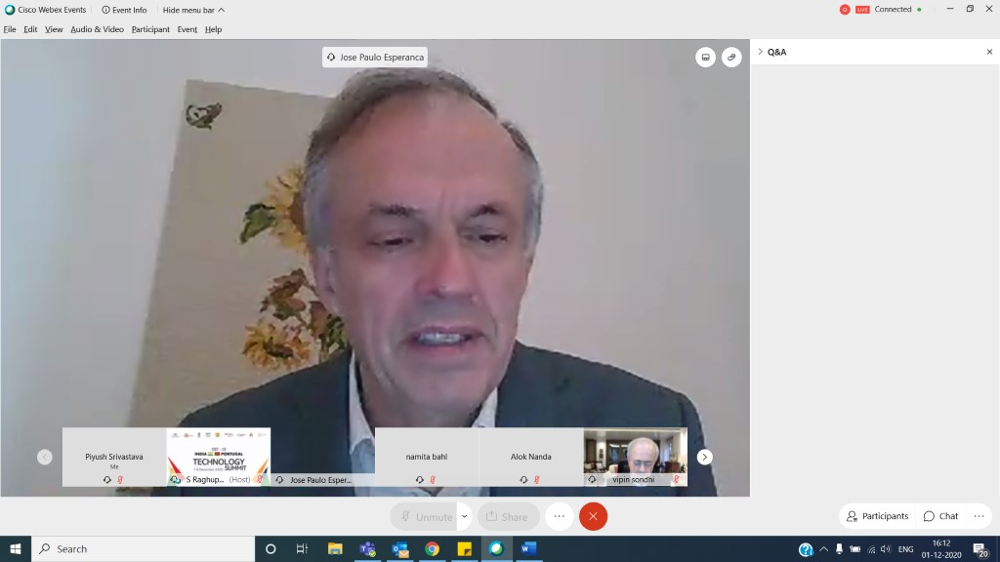 Cisco Webex Events
Event Info
Hide menu bar
LIVE Connected
File Edit View Audio & Video Participant Event Help
Jose Paulo Esperanca
Q&A
Piyush Srivastava
Me
INDIA PORTUGAL
TECHNOLOGY
SUMMIT
S Raghup... (Host)
Jose Paulo Esper...
namita bahl
Alok Nanda
vipin sondhi
Unmute
Share
Participants
Chat
Search
ENG
16:12
01-12-2020
20